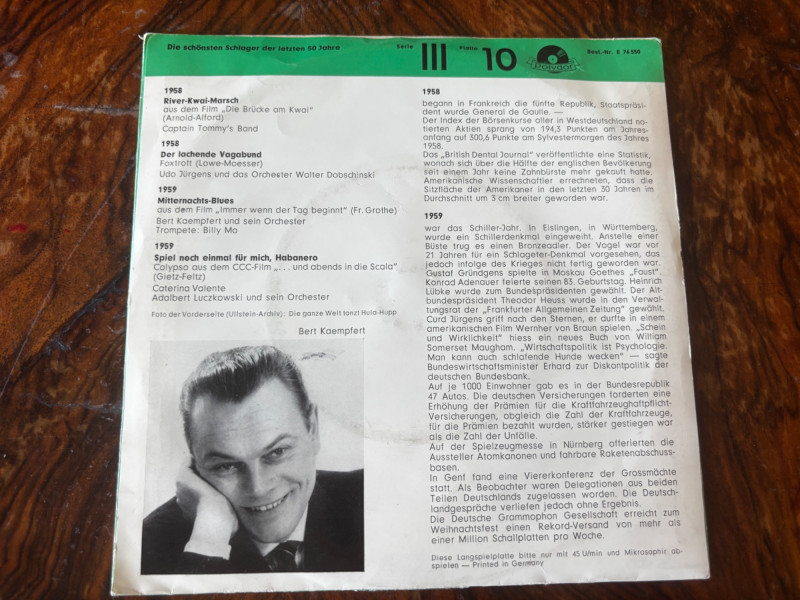 Die schönsten Schlager der letzten 50 Jahre Serie III Platte 10 Polydor Best.-Nr. E 76 550
1958
River-Kwai-Marsch
aus dem Film „Die Brücke am Kwai"
(Arnold-Alford)
Captain Tommy's Band
1958
Der lachende Vagabund
Foxtrott (Lowe-Moesser)
Udo Jürgens und das Orchester Walter Dobschinski
1959
Mitternachts-Blues
aus dem Film „Immer wenn der Tag beginnt" (Fr. Grothe)
Bert Kaempfert und sein Orchester
Trompete: Billy Mo
1959
Spiel noch einmal für mich, Habanero
Calypso aus dem CCC-Film „. . . und abends in die Scala"
(Gietz-Feltz)
Caterina Valente
Adalbert Luczkowski und sein Orchester
Foto der Vorderseite (Ullstein-Archiv): Die ganze Welt tanzt Hula-Hupp
Bert Kaempfert
1958
begann in Frankreich die fünfte Republik, Staatspräsi-
dent wurde General de Gaulle. —
Der Index der Börsenkurse aller in Westdeutschland no-
tierten Aktien sprang von 194,3 Punkten am Jahres-
anfang auf 300,6 Punkte am Sylvestermorgen des Jahres
1958.
Das „British Dental Journal" veröffentlichte eine Statistik,
wonach sich über die Hälfte der englischen Bevölkerung
seit einem Jahr keine Zahnbürste mehr gekauft hatte.
Amerikanische Wissenschaftler errechneten, dass die
Sitzfläche der Amerikaner in den letzten 30 Jahren im
Durchschnitt um 3 cm breiter geworden war.
1959
war das Schiller-Jahr. In Eislingen, in Württemberg,
wurde ein Schillerdenkmal eingeweiht. Anstelle einer
Büste trug es einen Bronzeadler. Der Vogel war vor
21 Jahren für ein Schlageter-Denkmal vorgesehen, das
jedoch infolge des Krieges nicht fertig geworden war.
Gustaf Gründgens spielte in Moskau Goethes „Faust".
Konrad Adenauer feierte seinen 83. Geburtstag. Heinrich
Lübke wurde zum Bundespräsidenten gewählt. Der Alt-
bundespräsident Theodor Heuss wurde in den Verwal-
tungsrat der „Frankfurter Allgemeinen Zeitung" gewählt.
Curd Jürgens griff nach den Sternen, er durfte in einem
amerikanischen Film Wernher von Braun spielen. „Schein
und Wirklichkeit" hiess ein neues Buch von William
Somerset Maugham. „Wirtschaftspolitik ist Psychologie.
Man kann auch schlafende Hunde wecken" — sagte
Bundeswirtschaftsminister Erhard zur Diskontpolitik der
deutschen Bundesbank.
Auf je 1000 Einwohner gab es in der Bundesrepublik
47 Autos. Die deutschen Versicherungen forderten eine
Erhöhung der Prämien für die Kraftfahrzeughaftpflicht-
Versicherungen, obgleich die Zahl der Kraftfahrzeuge,
für die Prämien bezahlt wurden, stärker gestiegen war
als die Zahl der Unfälle.
Auf der Spielzeugmesse in Nürnberg offerierten die
Aussteller Atomkanonen und fahrbare Raketenabschuss-
basen.
In Genf fand eine Viererkonferenz der Grossmächte
statt. Als Beobachter waren Delegationen aus beiden
Teilen Deutschlands zugelassen worden. Die Deutsch-
landgespräche verliefen jedoch ohne Ergebnis.
Die Deutsche Grammophon Gesellschaft erreicht zum
Weihnachtsfest einen Rekord-Versand von mehr als
einer Million Schallplatten pro Woche.
Diese Langspielplatte bitte nur mit 45 U/min und Mikrosaphir ab-
spielen — Printed in Germany